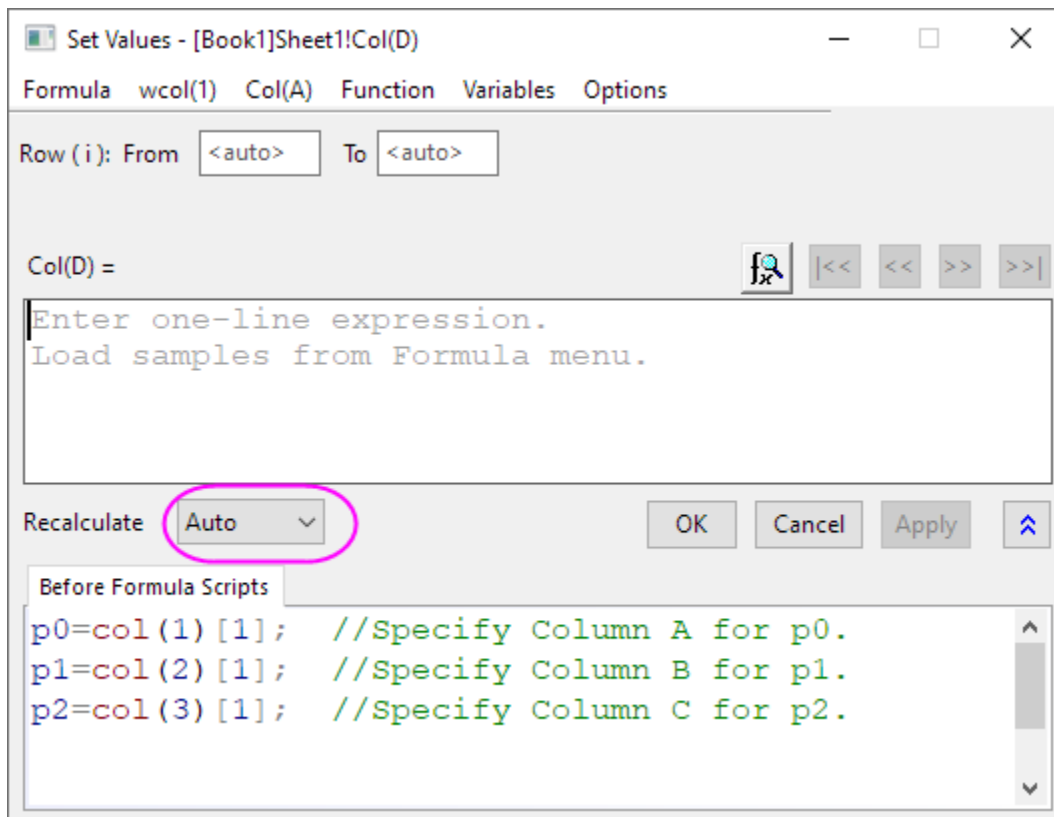 Set Values - [Book1]Sheet1!Col(D)
Formula wcol(1) Col(A) Function Variables Options
Row ( i ): From <auto> To <auto>
Col(D) = |<< << >> >>|
Enter one-line expression.
Load samples from Formula menu.
Recalculate Auto OK Cancel Apply
Before Formula Scripts
p0=col(1)[1]; //Specify Column A for p0.
p1=col(2)[1]; //Specify Column B for p1.
p2=col(3)[1]; //Specify Column C for p2.